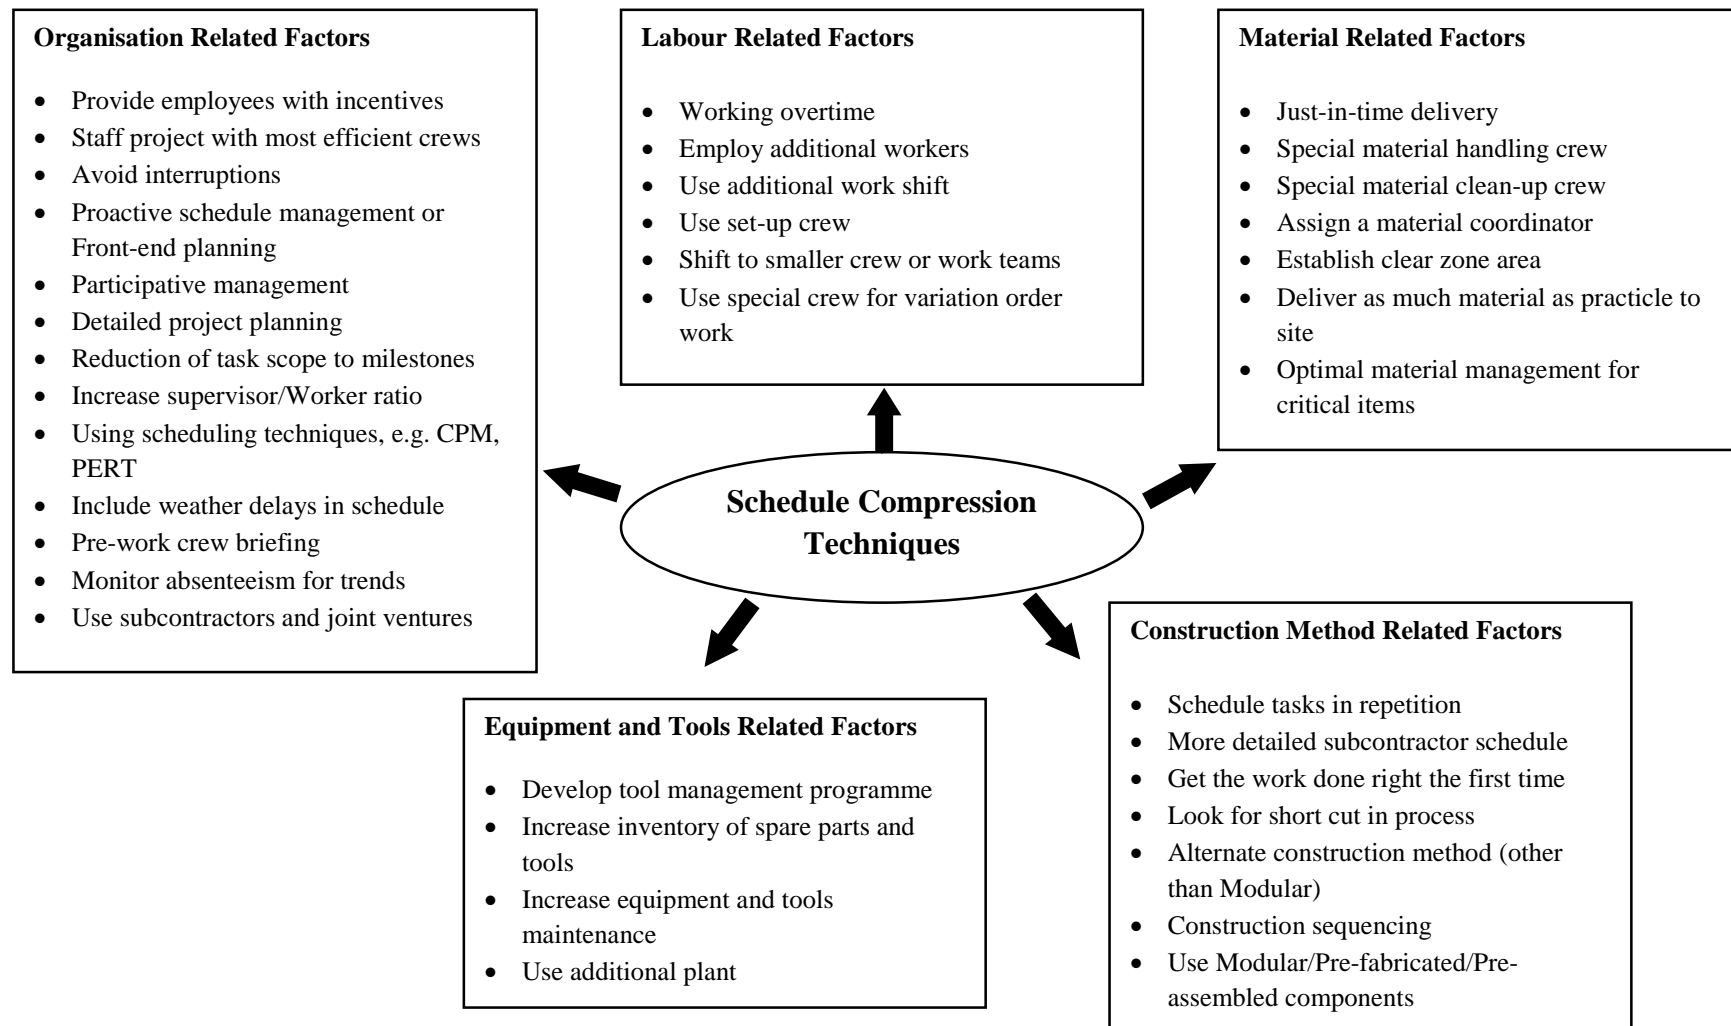 Organisation Related Factors
• Provide employees with incentives
• Staff project with most efficient crews
• Avoid interruptions
• Proactive schedule management or
Front-end planning
• Participative management
• Detailed project planning
• Reduction of task scope to milestones
• Increase supervisor/Worker ratio
• Using scheduling techniques, e.g. CPM,
PERT
• Include weather delays in schedule
• Pre-work crew briefing
• Monitor absenteeism for trends
• Use subcontractors and joint ventures
Labour Related Factors
• Working overtime
• Employ additional workers
• Use additional work shift
• Use set-up crew
• Shift to smaller crew or work teams
• Use special crew for variation order
work
Material Related Factors
• Just-in-time delivery
• Special material handling crew
• Special material clean-up crew
• Assign a material coordinator
• Establish clear zone area
• Deliver as much material as practicle to
site
• Optimal material management for
critical items
Schedule Compression
Techniques
Equipment and Tools Related Factors
• Develop tool management programme
• Increase inventory of spare parts and
tools
• Increase equipment and tools
maintenance
• Use additional plant
Construction Method Related Factors
• Schedule tasks in repetition
• More detailed subcontractor schedule
• Get the work done right the first time
• Look for short cut in process
• Alternate construction method (other
than Modular)
• Construction sequencing
• Use Modular/Pre-fabricated/Pre-
assembled components